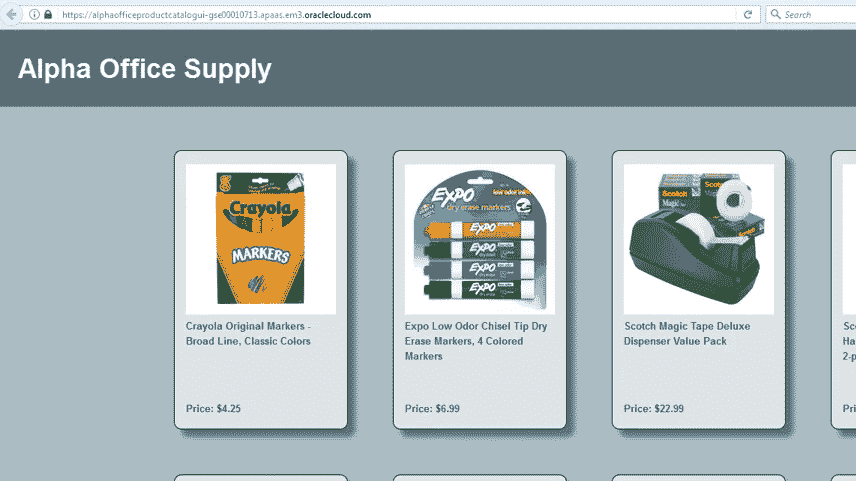 https://alphaofficeproductcatalogui-gse00010713.apaas.em3.oraclecloud.com
Search
Alpha Office Supply
Crayola
MARKERS
EXPO
low odor
dry erase markers
EXPO
EXPO
EXPO
EXPO
Scotch
Magic
Crayola Original Markers -
Broad Line, Classic Colors
Price: $4.25
Expo Low Odor Chisel Tip Dry
Erase Markers, 4 Colored
Markers
Price: $6.99
Scotch Magic Tape Deluxe
Dispenser Value Pack
Price: $22.99
Sc
Ha
2-p
Pri